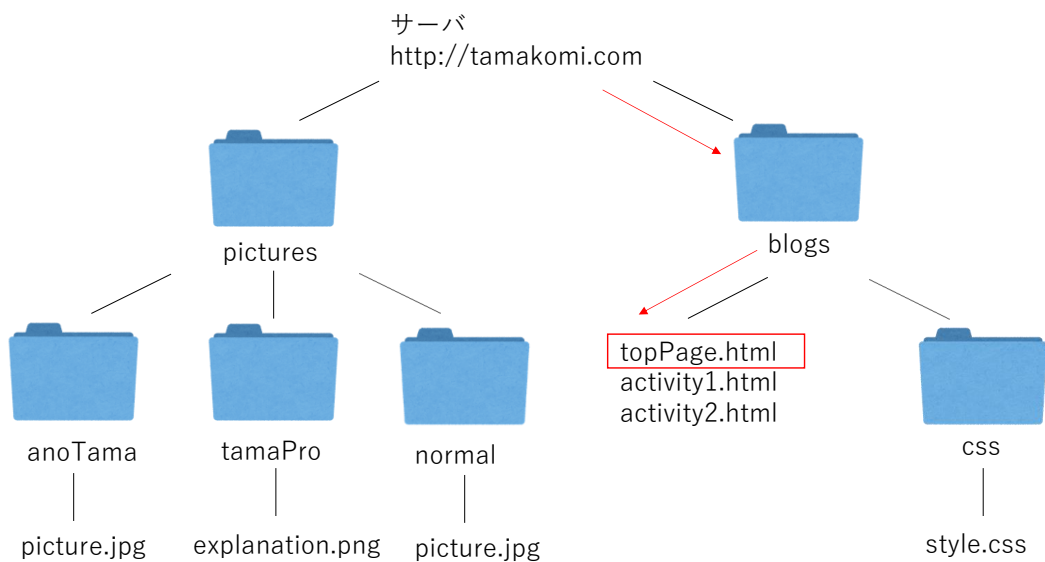 サーバ
http://tamakomi.com
pictures
blogs
topPage.html
activity1.html
activity2.html
anoTama
tamaPro
normal
css
picture.jpg
explanation.png
picture.jpg
style.css